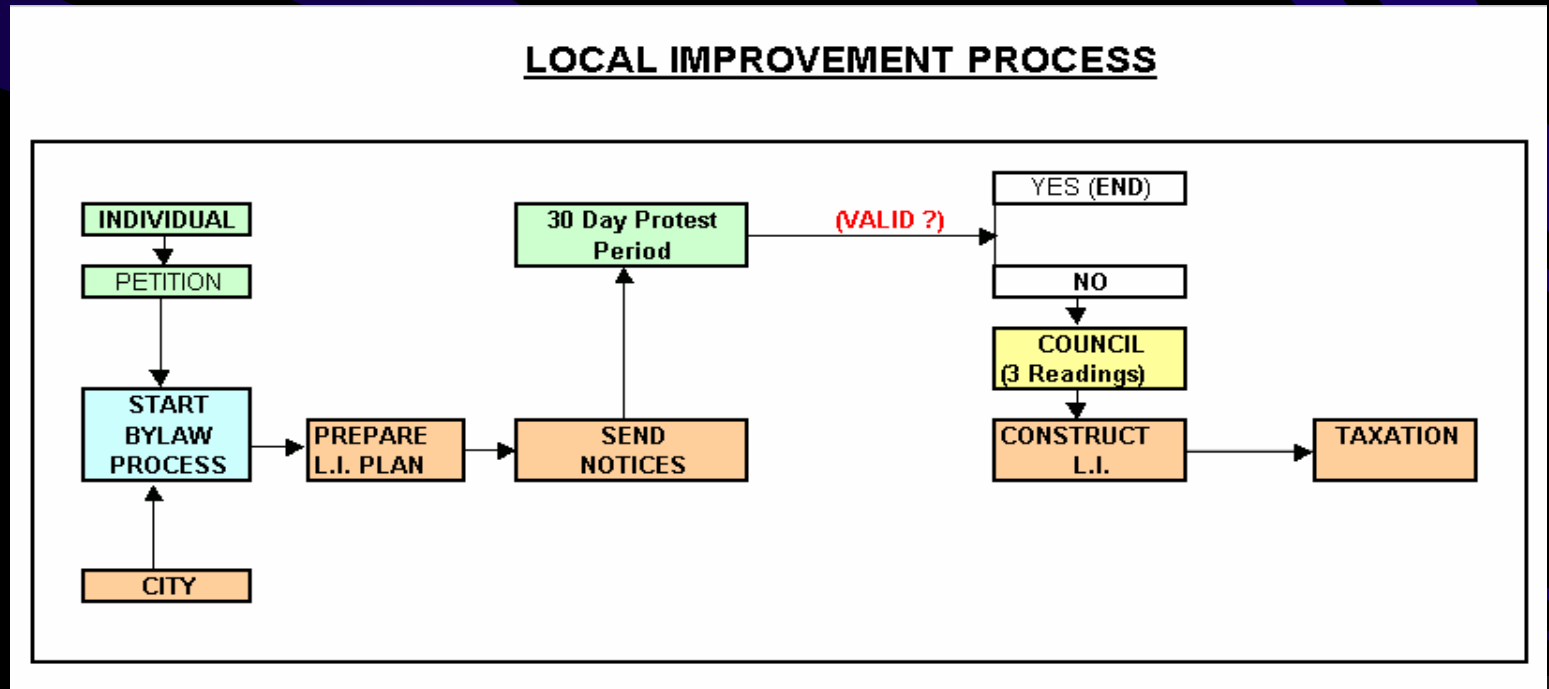 LOCAL IMPROVEMENT PROCESS
INDIVIDUAL
PETITION
START
BYLAW
PROCESS
CITY
PREPARE
L.I. PLAN
SEND
NOTICES
30 Day Protest
Period
(VALID ?)
YES (END)
NO
COUNCIL
(3 Readings)
CONSTRUCT
L.I.
TAXATION